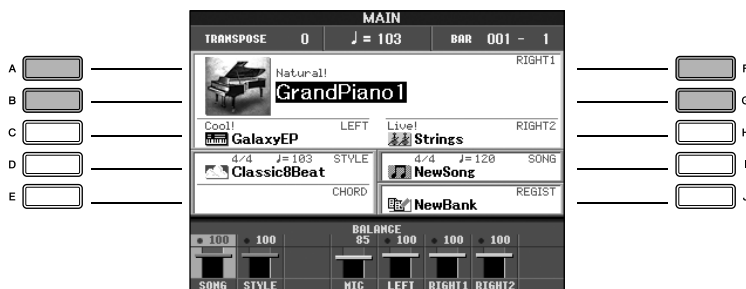 MAIN
TRANSPOSE 0 ♩= 103 BAR 001 - 1
RIGHT1
Natural!
GrandPiano1
Cool! LEFT Live! RIGHT2
GalaxyEP Strings
4/4 ♩=103 STYLE 4/4 ♩=120 SONG
Classic8Beat NewSong
CHORD REGIST
NewBank
BALANCE
100 100 85 100 100 100
SONG STYLE MIC LEFT RIGHT1 RIGHT2
A
B
C
D
E
F
G
H
I
J